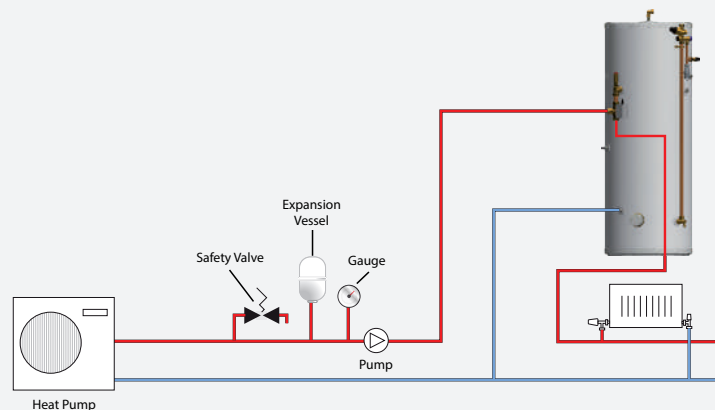 Expansion
Vessel
Safety Valve
Gauge
Pump
Heat Pump